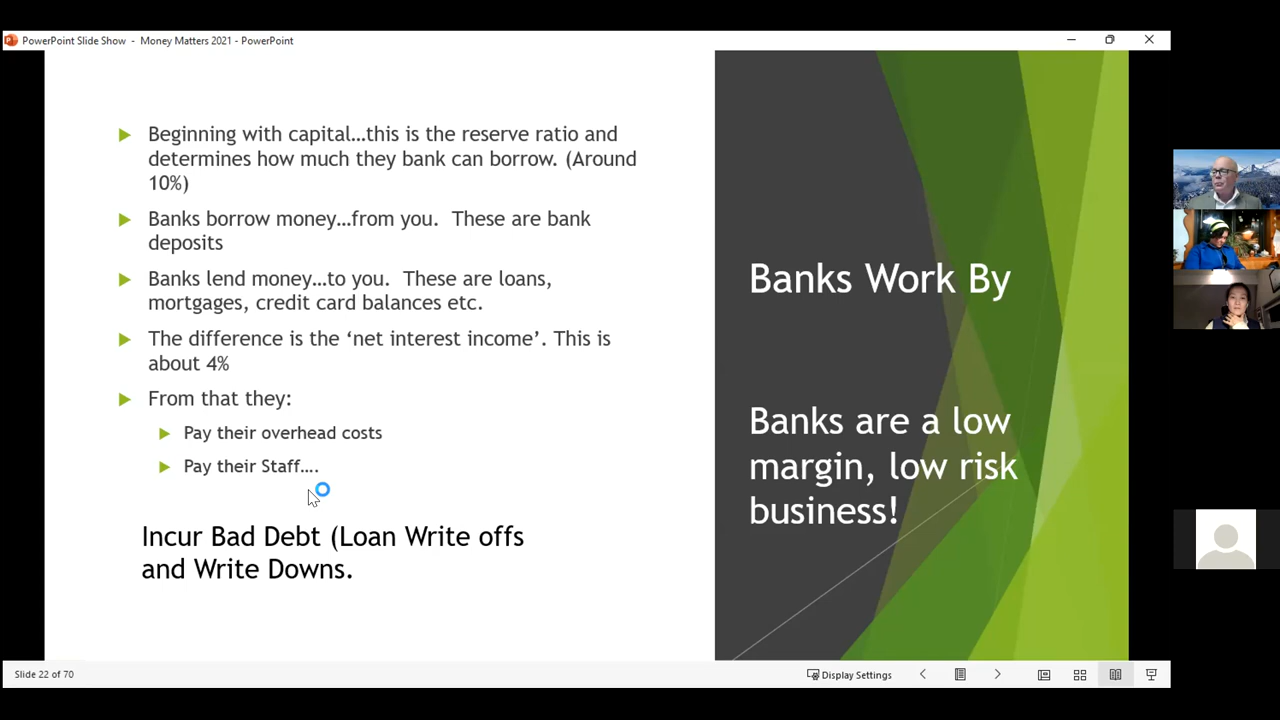 PowerPoint Slide Show - Money Matters 2021 - PowerPoint
Beginning with capital…this is the reserve ratio and
determines how much they bank can borrow. (Around
10%)
Banks borrow money…from you. These are bank
deposits
Banks lend money…to you. These are loans,
mortgages, credit card balances etc.
The difference is the ‘net interest income’. This is
about 4%
From that they:
Pay their overhead costs
Pay their Staff….
Incur Bad Debt (Loan Write offs
and Write Downs.
Banks Work By
Banks are a low
margin, low risk
business!
Slide 22 of 70
Display Settings